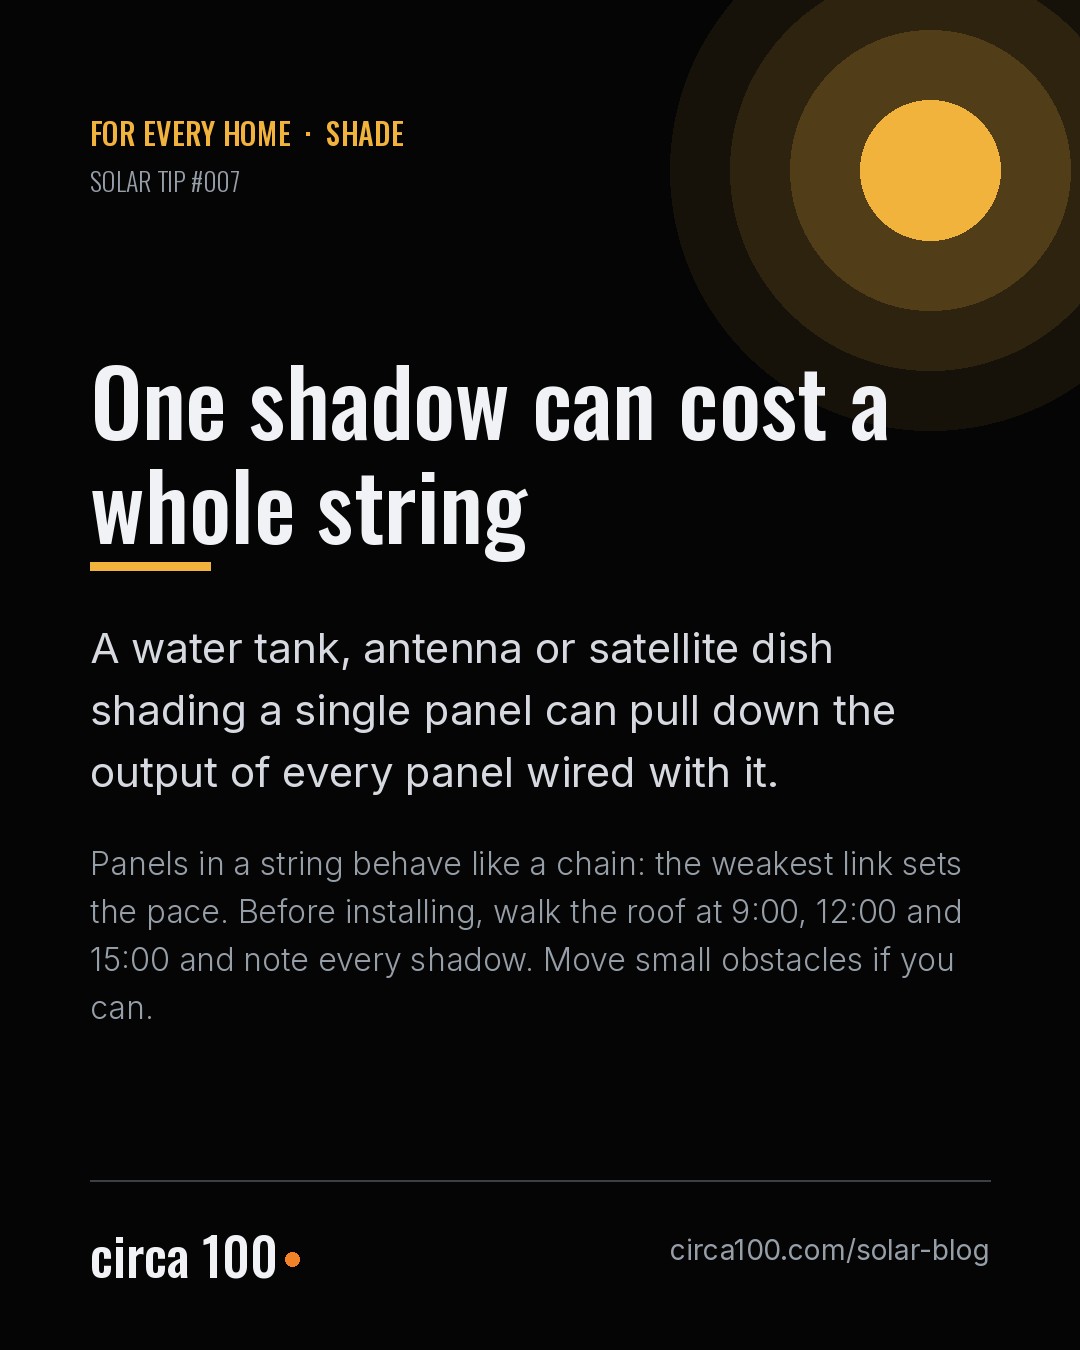 FOR EVERY HOME · SHADE
SOLAR TIP #007
One shadow can cost a
whole string
A water tank, antenna or satellite dish
shading a single panel can pull down the
output of every panel wired with it.
Panels in a string behave like a chain: the weakest link sets
the pace. Before installing, walk the roof at 9:00, 12:00 and
15:00 and note every shadow. Move small obstacles if you
can.
circa 100
circa100.com/solar-blog